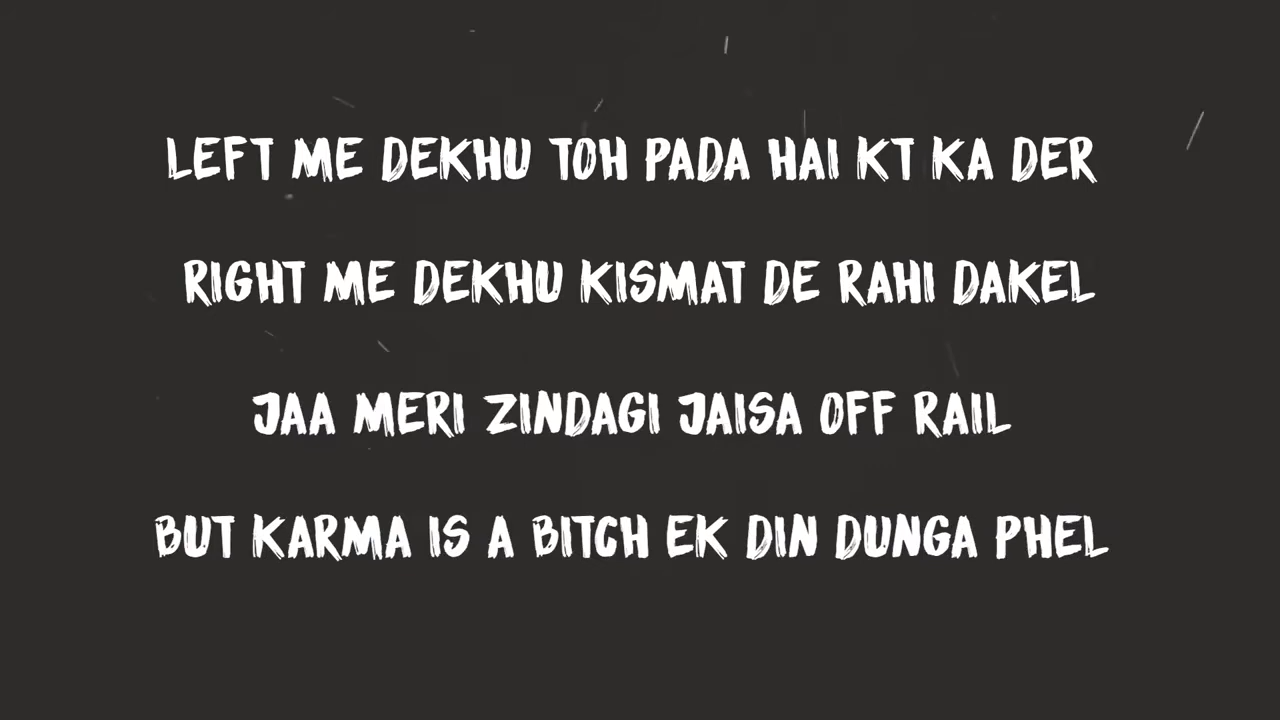 LEFT ME DEKHU TOH PADA HAI KT KA DER
RIGHT ME DEKHU KISMAT DE RAHI DAKEL
JAA MERI ZINDAGI JAISA OFF RAIL
BUT KARMA IS A BITCH EK DIN DUNGA PHEL